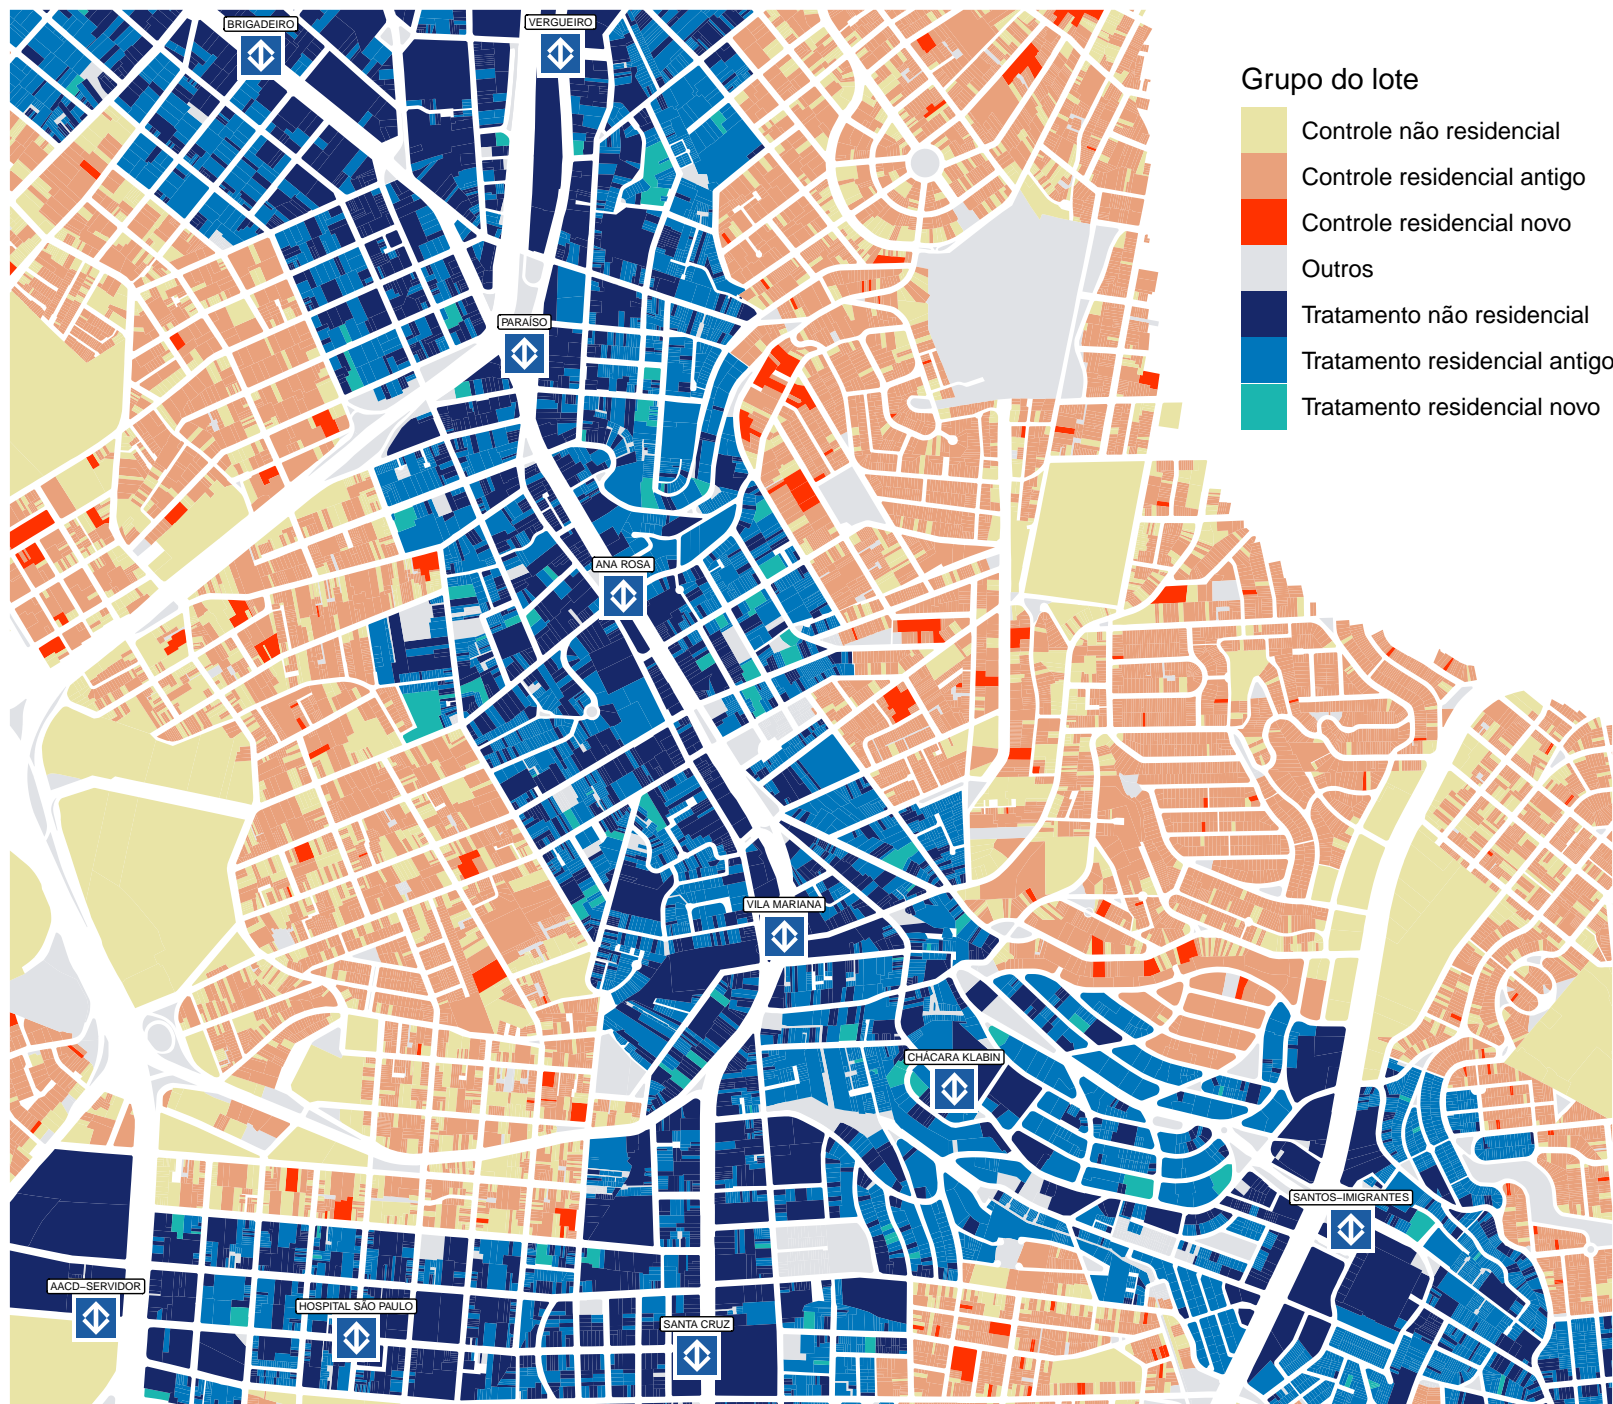 BRIGADEIRO
VERGUEIRO
Grupo do lote
Controle não residencial
Controle residencial antigo
Controle residencial novo
Outros
Tratamento não residencial
Tratamento residencial antigo
Tratamento residencial novo
PARAÍSO
ANA ROSA
VILA MARIANA
CHÁCARA KLABIN
SANTOS–IMIGRANTES
AACD–SERVIDOR
HOSPITAL SÃO PAULO
SANTA CRUZ